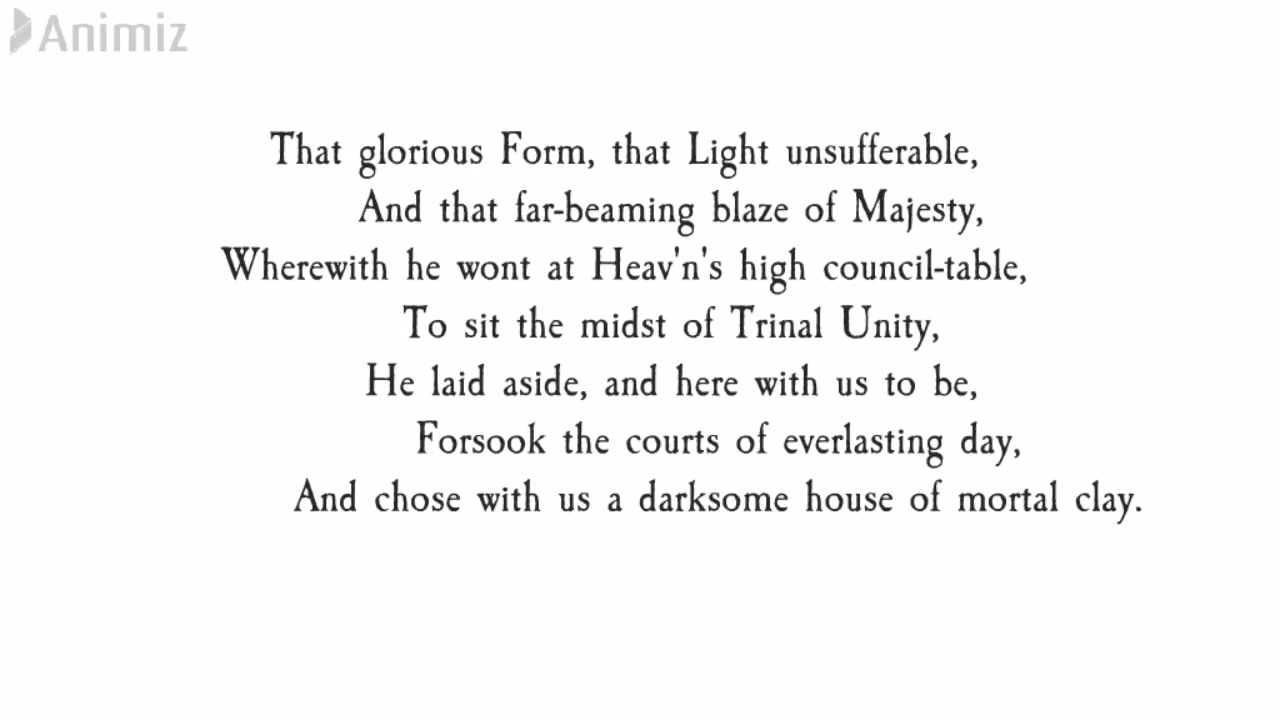 Animiz
That glorious Form, that Light unsufferable,
And that far-beaming blaze of Majesty,
Wherewith he wont at Heav'n's high council-table,
To sit the midst of Trinal Unity,
He laid aside, and here with us to be,
Forsook the courts of everlasting day,
And chose with us a darksome house of mortal clay.